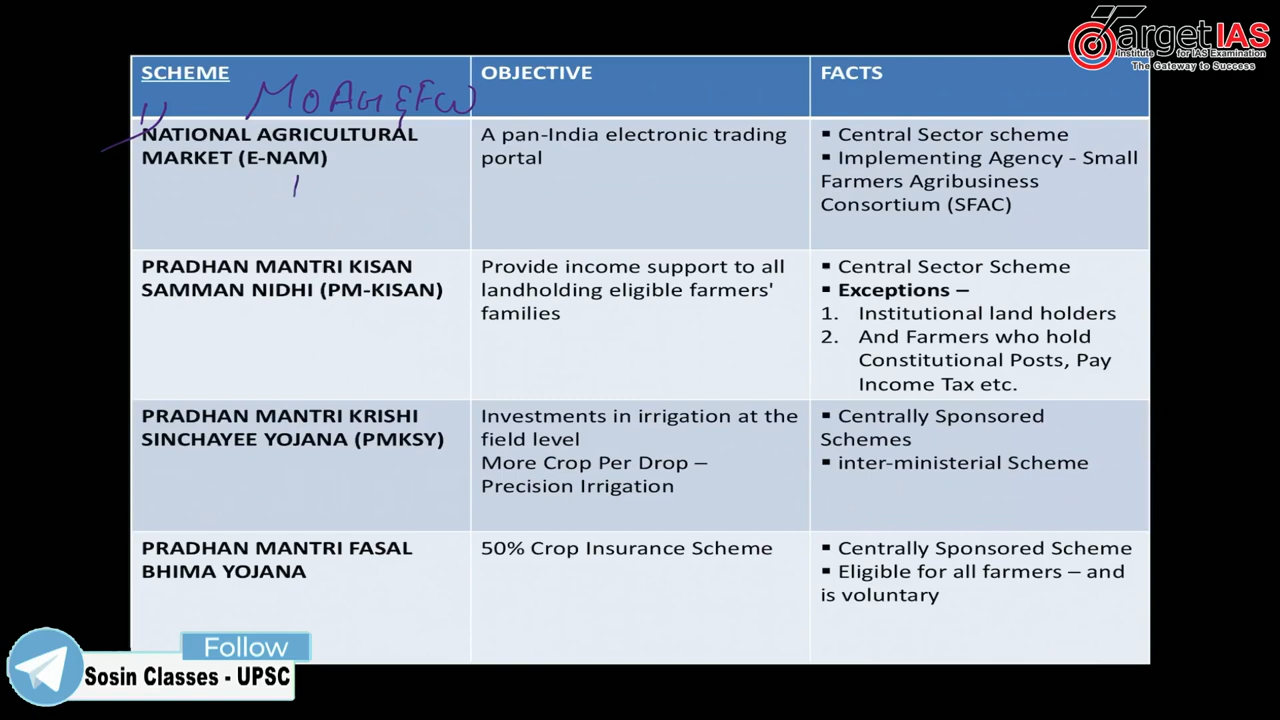 Target IAS
Institute for IAS Examination
The Gateway to Success
SCHEME
OBJECTIVE
FACTS
MOAG & FW
NATIONAL AGRICULTURAL
MARKET (E-NAM)
A pan-India electronic trading
portal
▪ Central Sector scheme
▪ Implementing Agency - Small
Farmers Agribusiness
Consortium (SFAC)
PRADHAN MANTRI KISAN
SAMMAN NIDHI (PM-KISAN)
Provide income support to all
landholding eligible farmers'
families
▪ Central Sector Scheme
▪ Exceptions –
1. Institutional land holders
2. And Farmers who hold
Constitutional Posts, Pay
Income Tax etc.
PRADHAN MANTRI KRISHI
SINCHAYEE YOJANA (PMKSY)
Investments in irrigation at the
field level
More Crop Per Drop –
Precision Irrigation
▪ Centrally Sponsored
Schemes
▪ inter-ministerial Scheme
PRADHAN MANTRI FASAL
BHIMA YOJANA
50% Crop Insurance Scheme
▪ Centrally Sponsored Scheme
▪ Eligible for all farmers – and
is voluntary
Follow
Sosin Classes - UPSC